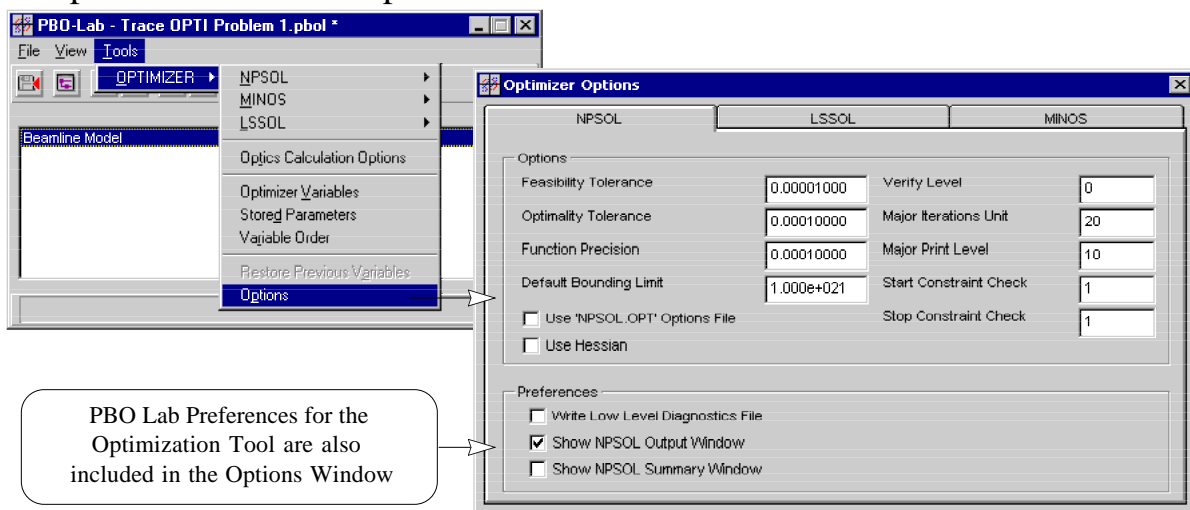 PBO-Lab - Trace OPTI Problem 1.pbol *
File View Tools
OPTIMIZER
NPSOL
MINOS
LSSOL
Optics Calculation Options
Optimizer Variables
Stored Parameters
Variable Order
Restore Previous Variables
Options
Beamline Model
Optimizer Options
NPSOL LSSOL MINOS
Options
Feasibility Tolerance 0.00001000 Verify Level 0
Optimality Tolerance 0.00010000 Major Iterations Unit 20
Function Precision 0.00010000 Major Print Level 10
Default Bounding Limit 1.000e+021 Start Constraint Check 1
Use 'NPSOL.OPT' Options File Stop Constraint Check 1
Use Hessian
Preferences
Write Low Level Diagnostics File
Show NPSOL Output Window
Show NPSOL Summary Window
PBO Lab Preferences for the
Optimization Tool are also
included in the Options Window